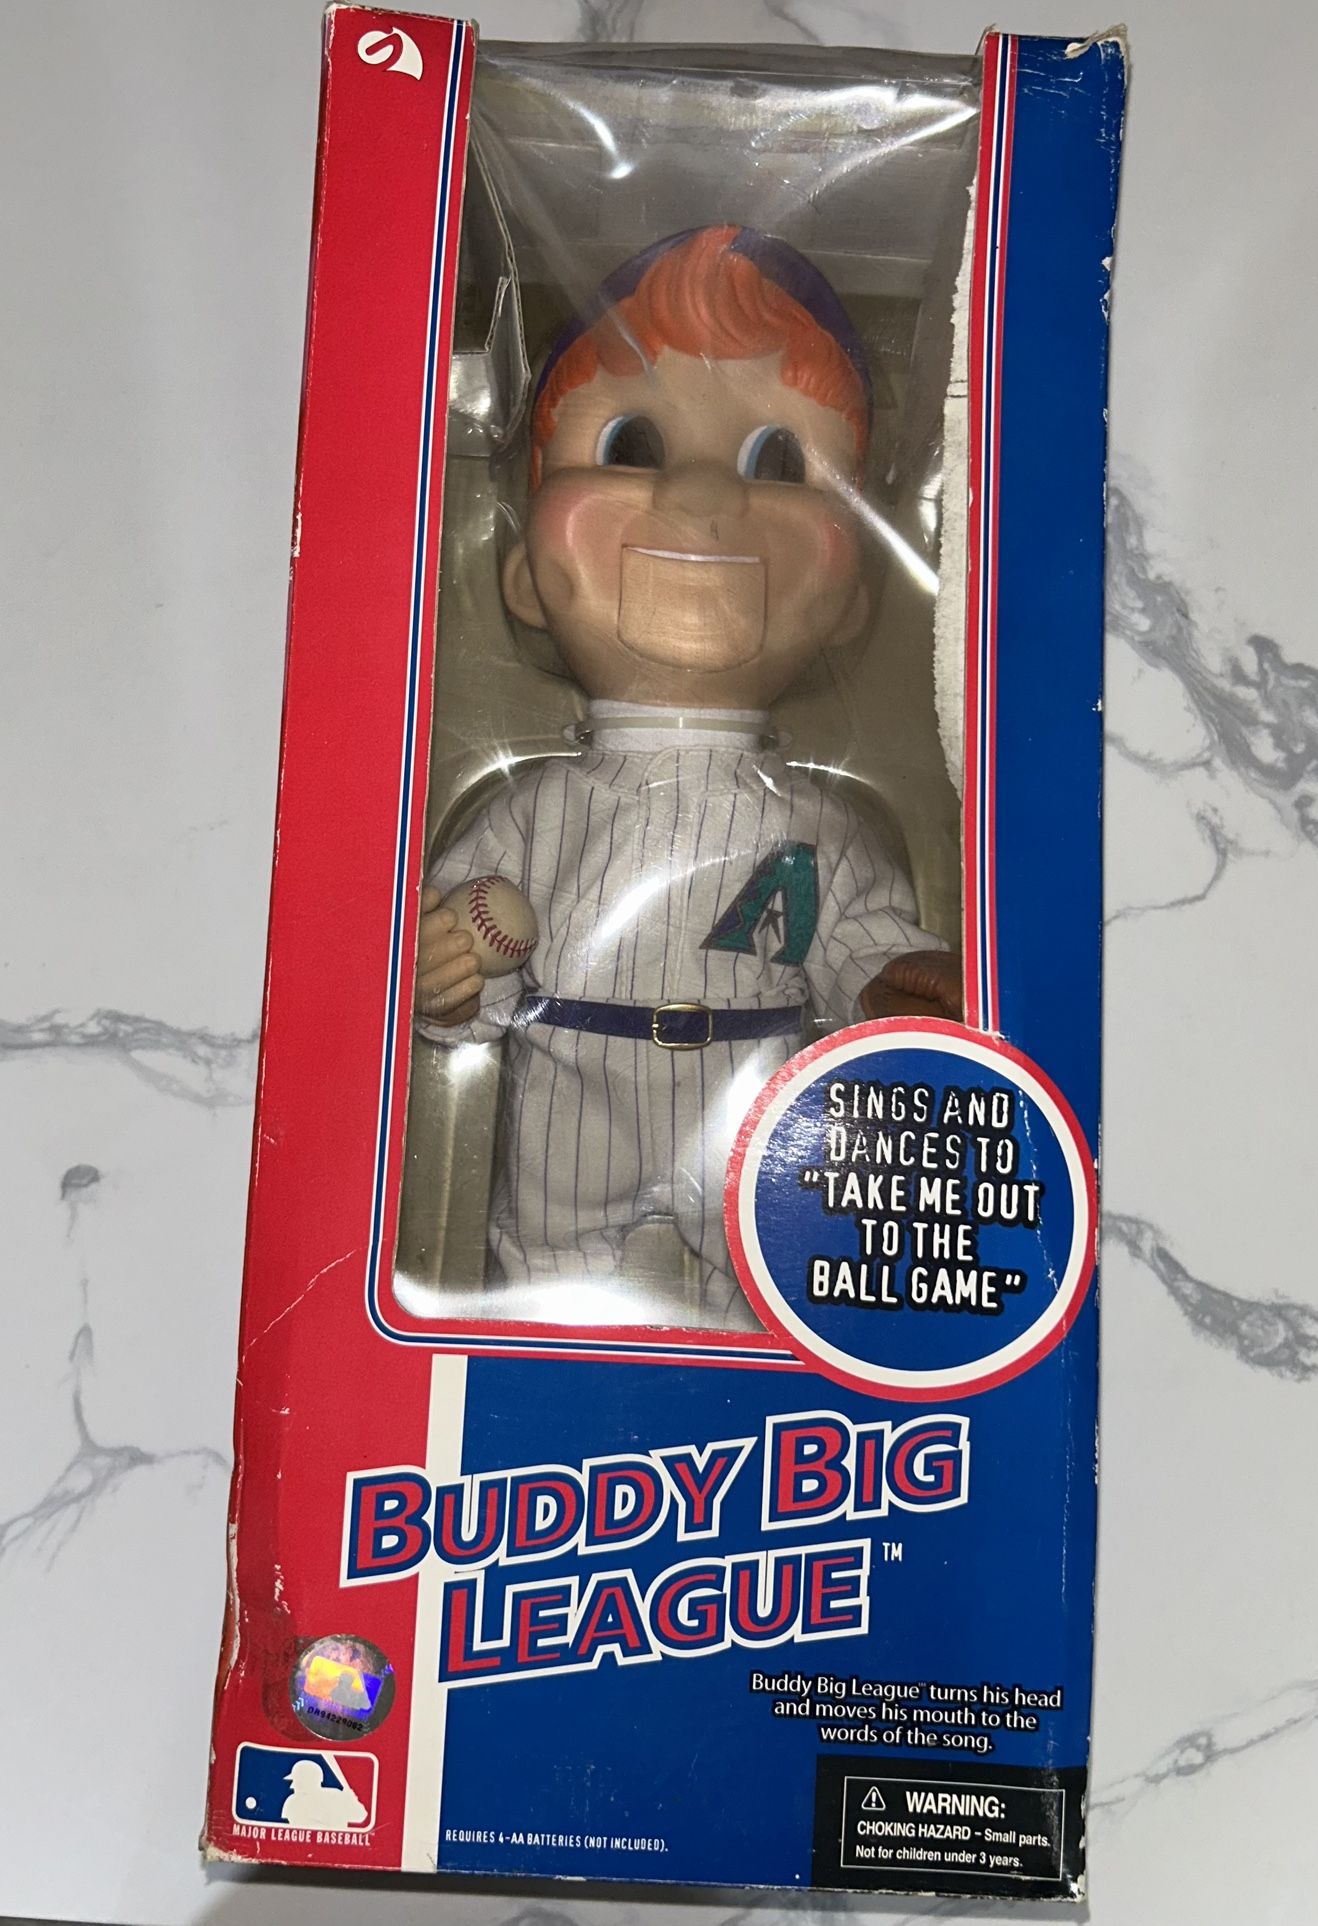 A
SINGS AND
DANCES TO
"TAKE ME OUT
TO THE
BALL GAME"
BUDDY BIG
LEAGUE™
Buddy Big League™ turns his head
and moves his mouth to the
words of the song.
MAJOR LEAGUE BASEBALL™
REQUIRES 4-AA BATTERIES (NOT INCLUDED).
⚠ WARNING:
CHOKING HAZARD – Small parts.
Not for children under 3 years.